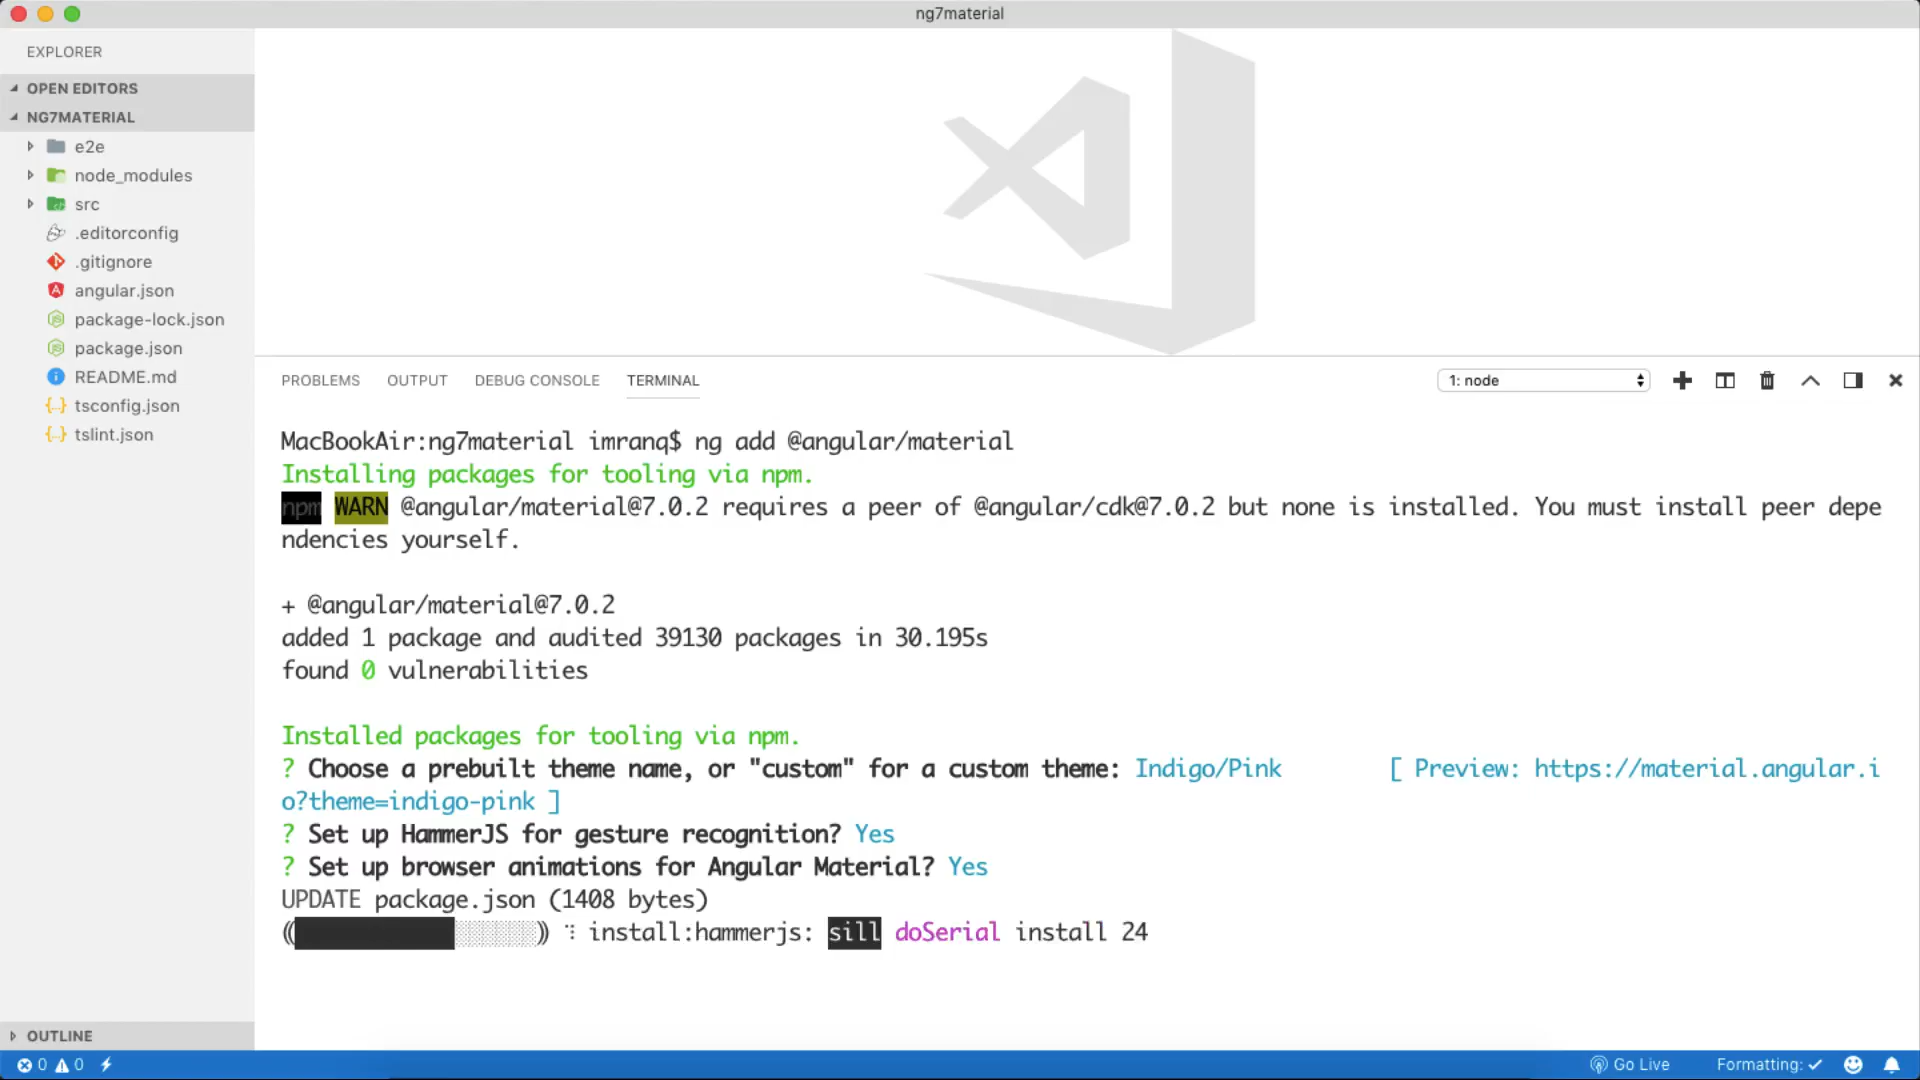 ng7material
EXPLORER
OPEN EDITORS
NG7MATERIAL
e2e
node_modules
src
.editorconfig
.gitignore
angular.json
package-lock.json
package.json
README.md
tsconfig.json
tslint.json
OUTLINE
PROBLEMS OUTPUT DEBUG CONSOLE TERMINAL 1: node
MacBookAir:ng7material imranq$ ng add @angular/material
Installing packages for tooling via npm.
npm WARN @angular/material@7.0.2 requires a peer of @angular/cdk@7.0.2 but none is installed. You must install peer depe
ndencies yourself.
+ @angular/material@7.0.2
added 1 package and audited 39130 packages in 30.195s
found 0 vulnerabilities
Installed packages for tooling via npm.
? Choose a prebuilt theme name, or "custom" for a custom theme: Indigo/Pink [ Preview: https://material.angular.i
o?theme=indigo-pink ]
? Set up HammerJS for gesture recognition? Yes
? Set up browser animations for Angular Material? Yes
UPDATE package.json (1408 bytes)
install:hammerjs: sill doSerial install 24
0 0 Go Live Formatting: ✓